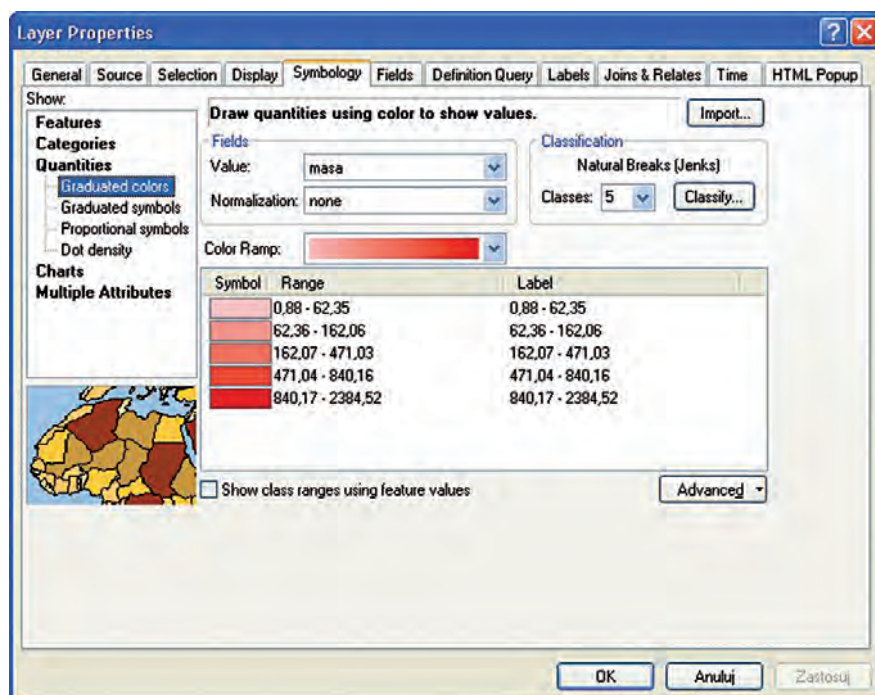 Layer Properties
General Source Selection Display Symbology Fields Definition Query Labels Joins & Relates Time HTML Popup
Show:
Features
Categories
Quantities
Graduated colors
Graduated symbols
Proportional symbols
Dot density
Charts
Multiple Attributes
Draw quantities using color to show values.
Import...
Fields
Value: masa
Normalization: none
Classification
Natural Breaks (Jenks)
Classes: 5 Classify...
Color Ramp:
Symbol Range Label
0,88 - 62,35 0,88 - 62,35
62,36 - 162,06 62,36 - 162,06
162,07 - 471,03 162,07 - 471,03
471,04 - 840,16 471,04 - 840,16
840,17 - 2384,52 840,17 - 2384,52
Show class ranges using feature values
Advanced
OK Anuluj Zastosuj